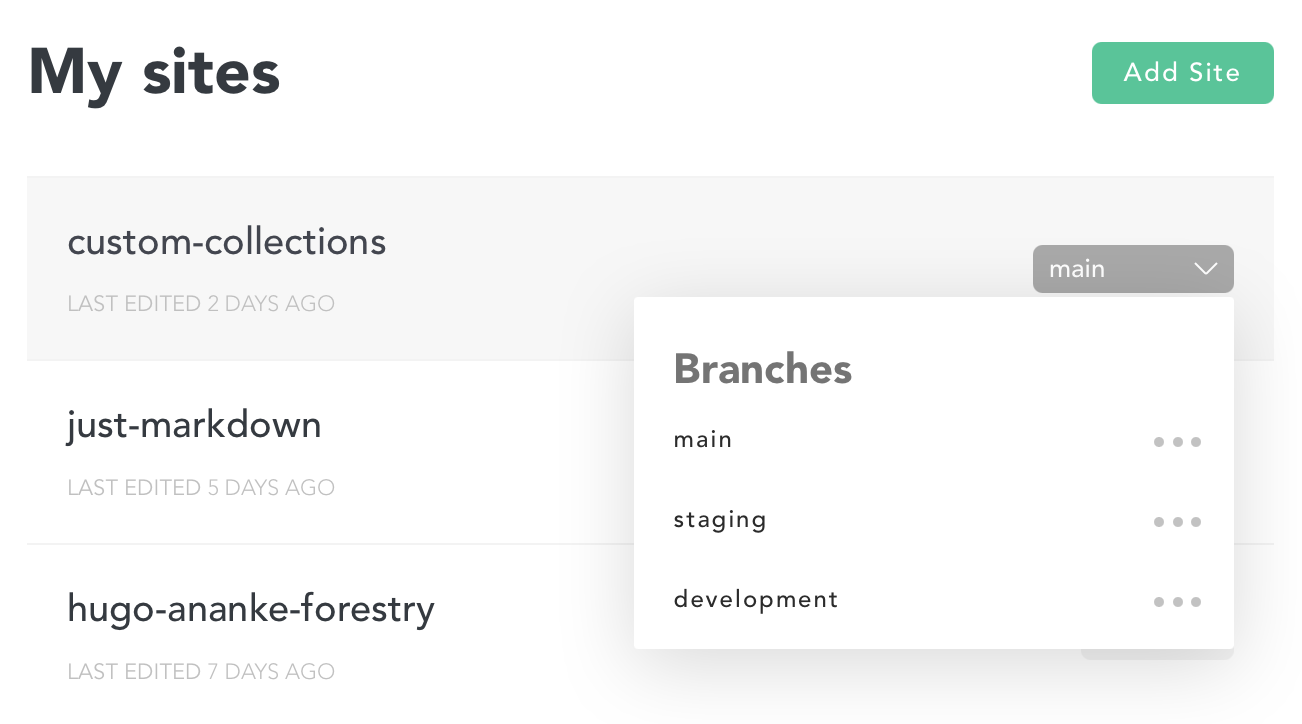 My sites
Add Site
custom-collections
LAST EDITED 2 DAYS AGO
main
Branches
main
staging
development
just-markdown
LAST EDITED 5 DAYS AGO
hugo-ananke-forestry
LAST EDITED 7 DAYS AGO